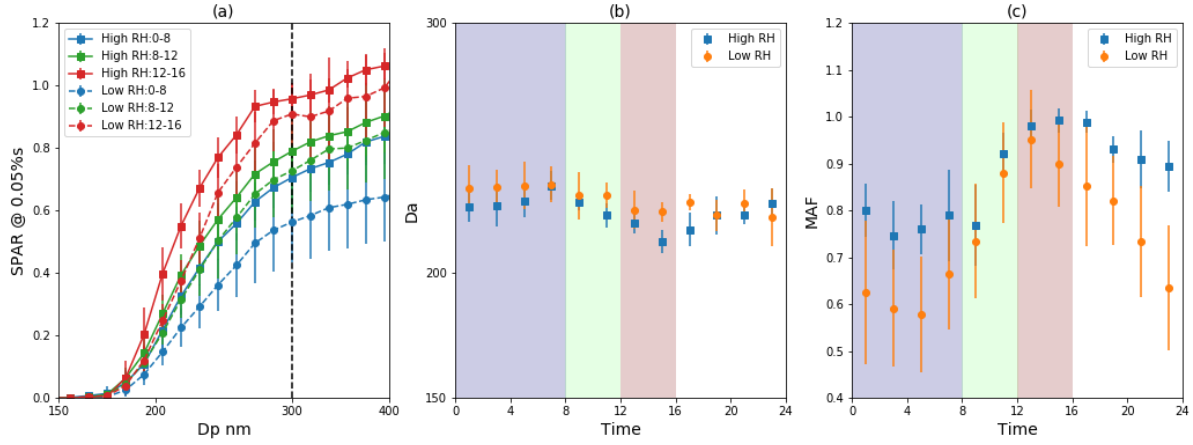 (a)
(b)
(c)
1.2
1.0
0.8
0.6
0.4
0.2
0.0
SPAR @ 0.05%s
High RH:0-8
High RH:8-12
High RH:12-16
Low RH:0-8
Low RH:8-12
Low RH:12-16
150
200
300
400
Dp nm
300
200
150
Da
High RH
Low RH
0
4
8
12
16
20
24
Time
1.2
1.1
1.0
0.9
0.8
0.7
0.6
0.5
0.4
MAF
High RH
Low RH
0
4
8
12
16
20
24
Time